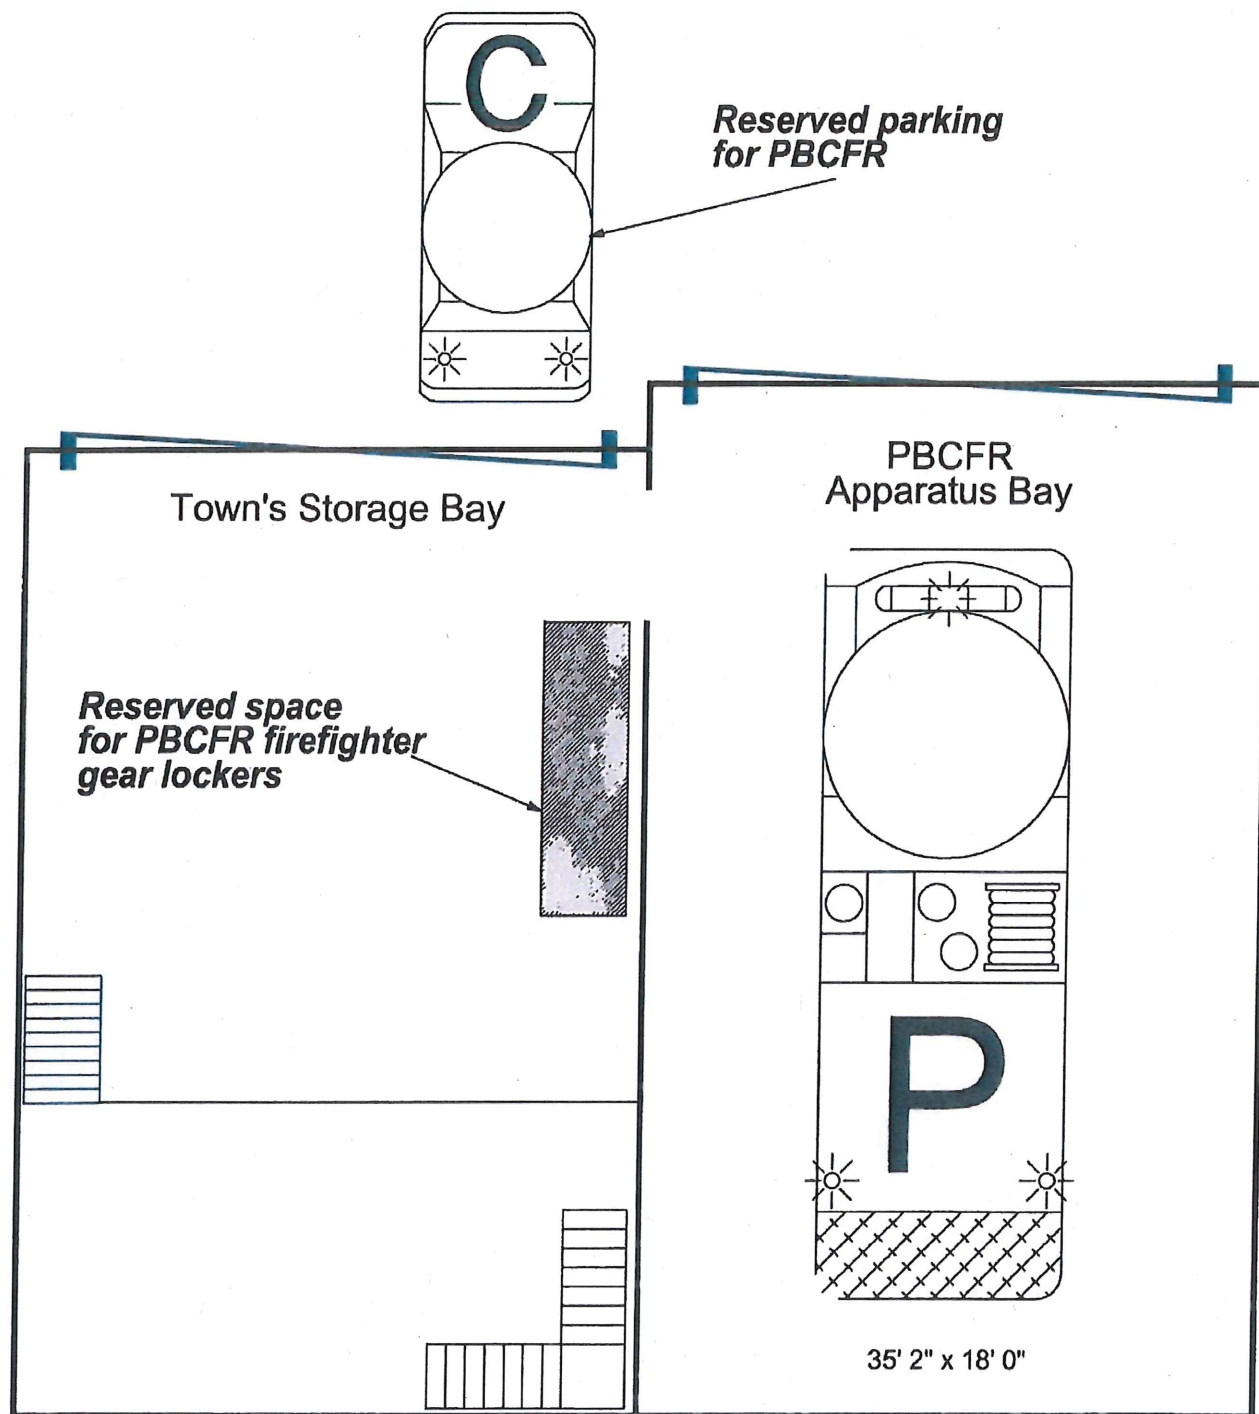 C
Reserved parking
for PBCFR
PBCFR
Apparatus Bay
Town's Storage Bay
Reserved space
for PBCFR firefighter
gear lockers
P
35' 2" x 18' 0"